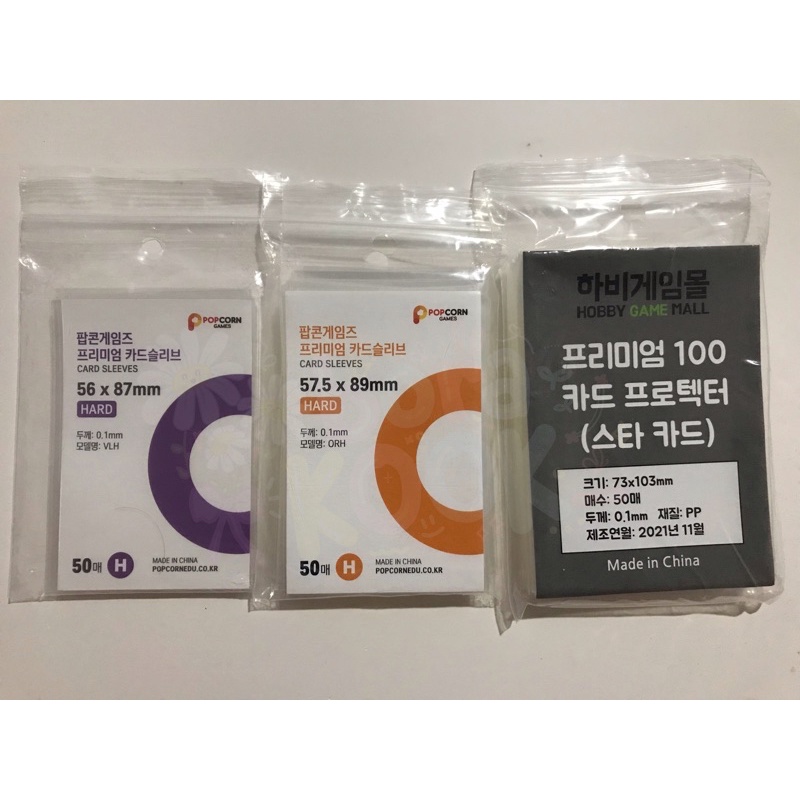 POPCORN
GAMES
팝콘게임즈
프리미엄 카드슬리브
CARD SLEEVES
56 x 87mm
HARD
두께: 0.1mm
모델명: VLH
50매 H
MADE IN CHINA
POPCORNEDU.CO.KR
POPCORN
GAMES
팝콘게임즈
프리미엄 카드슬리브
CARD SLEEVES
57.5 x 89mm
HARD
두께: 0.1mm
모델명: ORH
50매 H
MADE IN CHINA
POPCORNEDU.CO.KR
하비게임몰
HOBBY GAME MALL
프리미엄 100
카드 프로텍터
(스타 카드)
크기: 73x103mm
매수: 50매
두께: 0.1mm 재질: PP
제조연월: 2021년 11월
Made in China